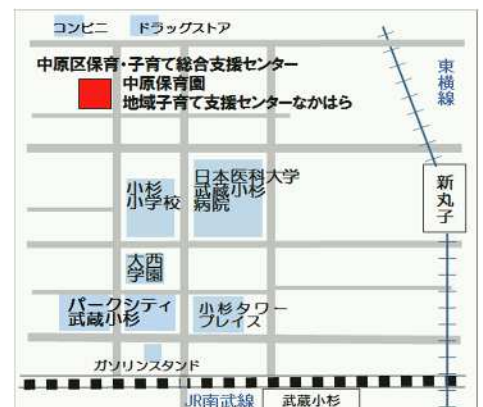 コンビニ
ドラッグストア
中原区保育・子育て総合支援センター
中原保育園
地域子育て支援センターなかはら
東横線
日本医科大学
武蔵小杉
病院
小杉
小学校
新丸子
大西
学園
パークシティ
武蔵小杉
小杉タワー
プレイス
ガソリンスタンド
JR南武線
武蔵小杉